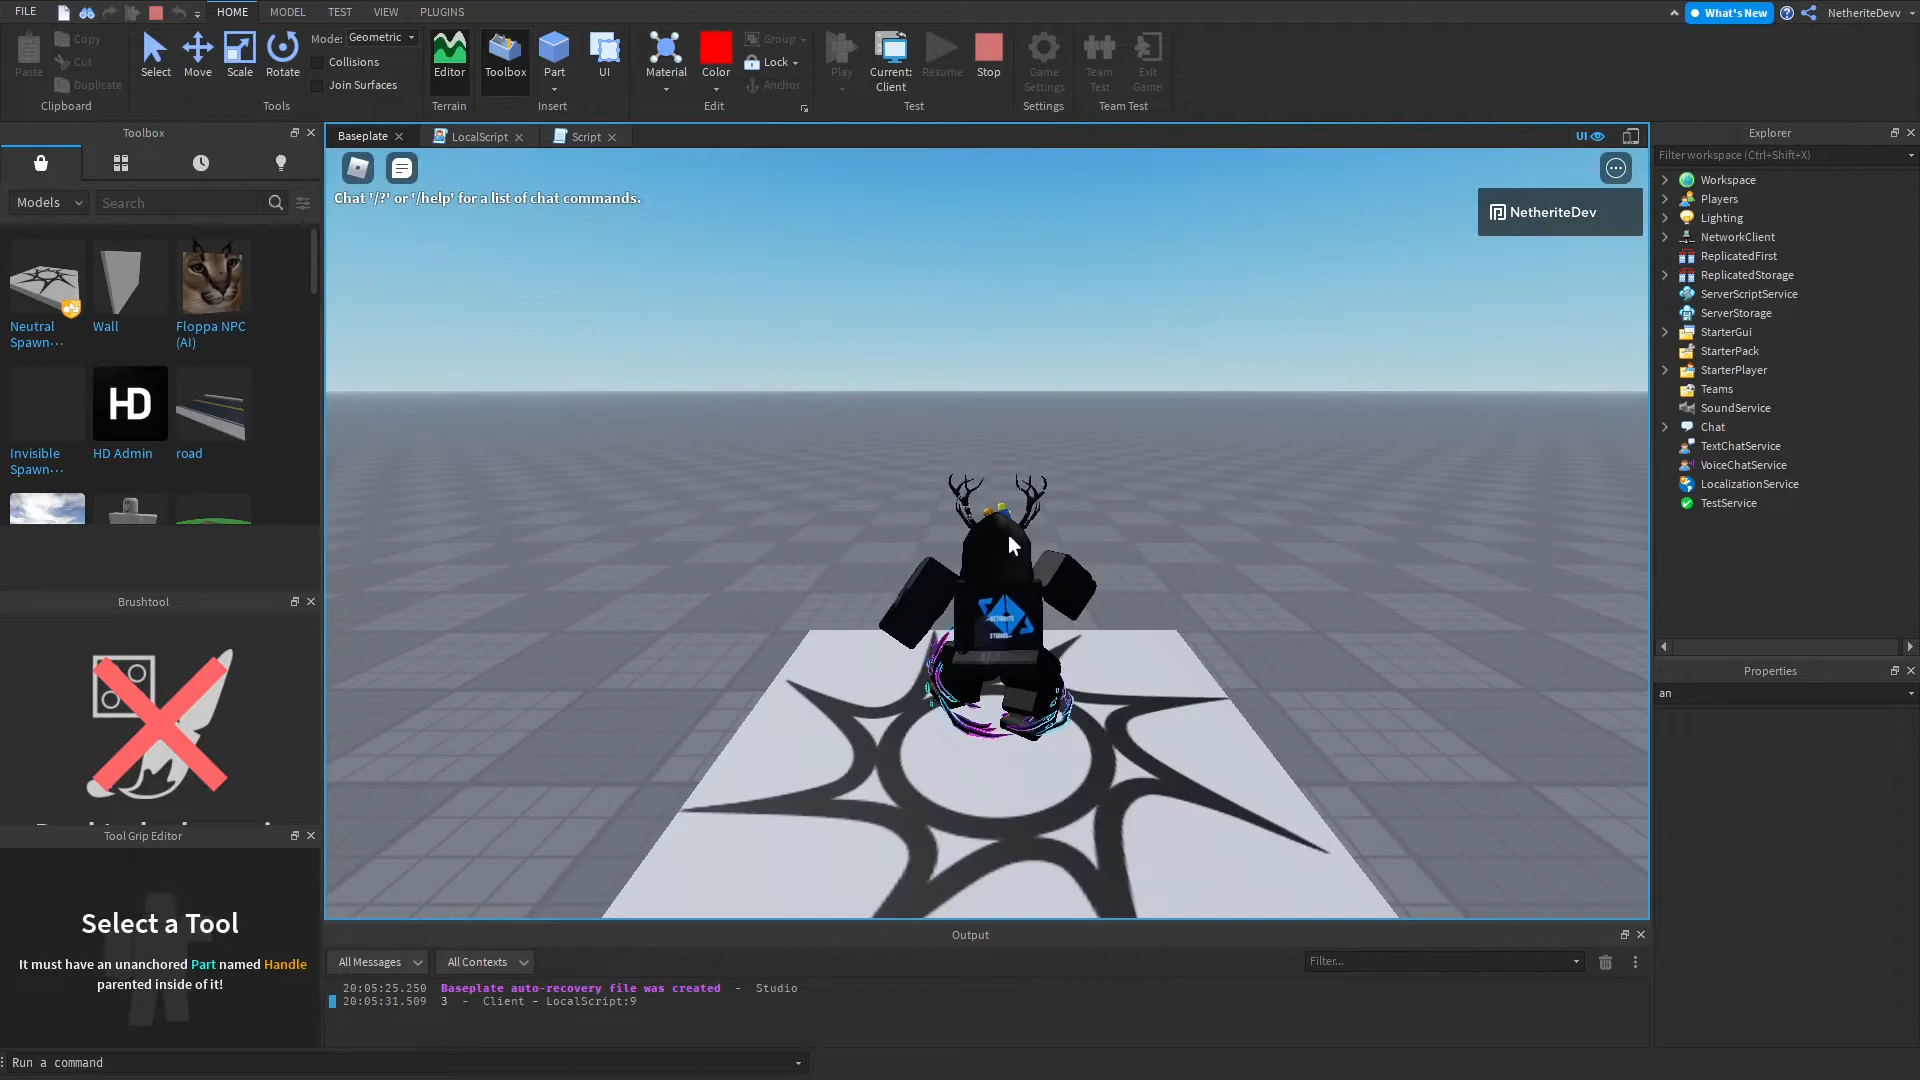 FILE
HOME
MODEL
TEST
VIEW
PLUGINS
What's New
NetheriteDevv
Paste
Copy
Cut
Duplicate
Clipboard
Select
Move
Scale
Rotate
Mode: Geometric
Collisions
Join Surfaces
Tools
Editor
Terrain
Toolbox
Part
UI
Insert
Material
Color
Group
Lock
Anchor
Edit
Play
Current:
Client
Resume
Stop
Test
Game
Settings
Settings
Team
Test
Exit
Game
Team Test
Toolbox
Models
Search
Neutral
Spawn···
Wall
Floppa NPC
(AI)
HD
Invisible
Spawn···
HD Admin
road
Brushtool
Tool Grip Editor
Select a Tool
It must have an unanchored Part named Handle
parented inside of it!
Baseplate
LocalScript
Script
UI
Chat '/?' or '/help' for a list of chat commands.
NetheriteDev
Output
All Messages
All Contexts
Filter...
20:05:25.250 Baseplate auto-recovery file was created - Studio
20:05:31.509 3 - Client - LocalScript:9
Run a command
Explorer
Filter workspace (Ctrl+Shift+X)
Workspace
Players
Lighting
NetworkClient
ReplicatedFirst
ReplicatedStorage
ServerScriptService
ServerStorage
StarterGui
StarterPack
StarterPlayer
Teams
SoundService
Chat
TextChatService
VoiceChatService
LocalizationService
TestService
Properties
an